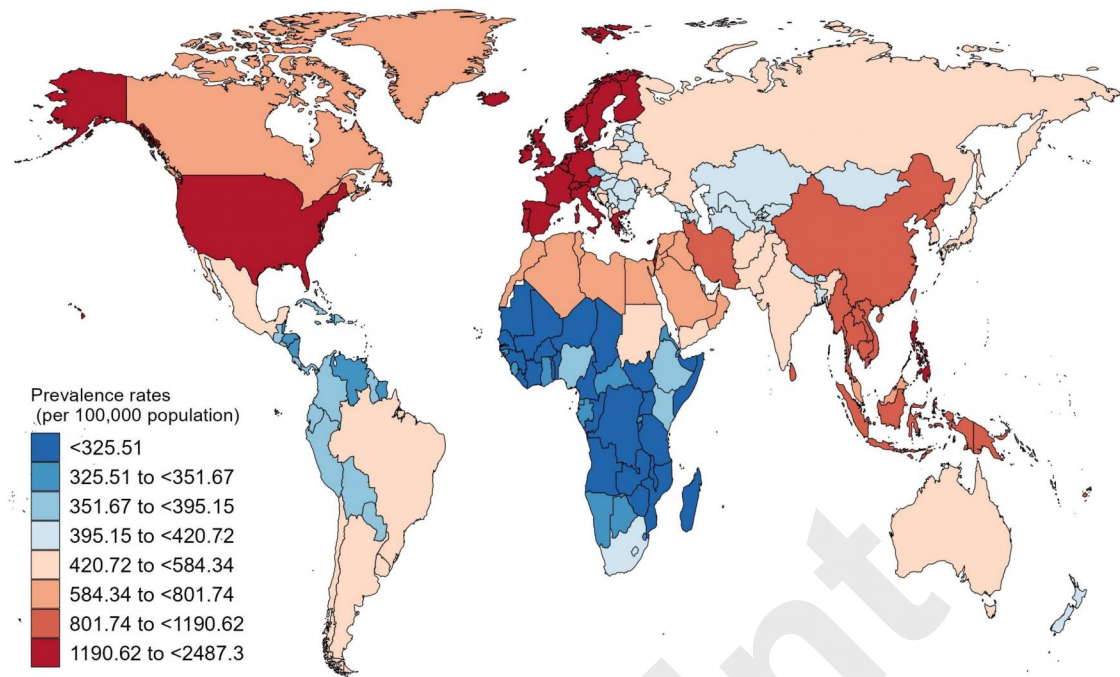 Prevalence rates
(per 100,000 population)
<325.51
325.51 to <351.67
351.67 to <395.15
395.15 to <420.72
420.72 to <584.34
584.34 to <801.74
801.74 to <1190.62
1190.62 to <2487.3
int